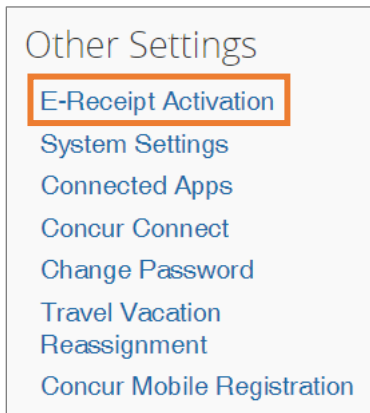 Other Settings
E-Receipt Activation
System Settings
Connected Apps
Concur Connect
Change Password
Travel Vacation
Reassignment
Concur Mobile Registration